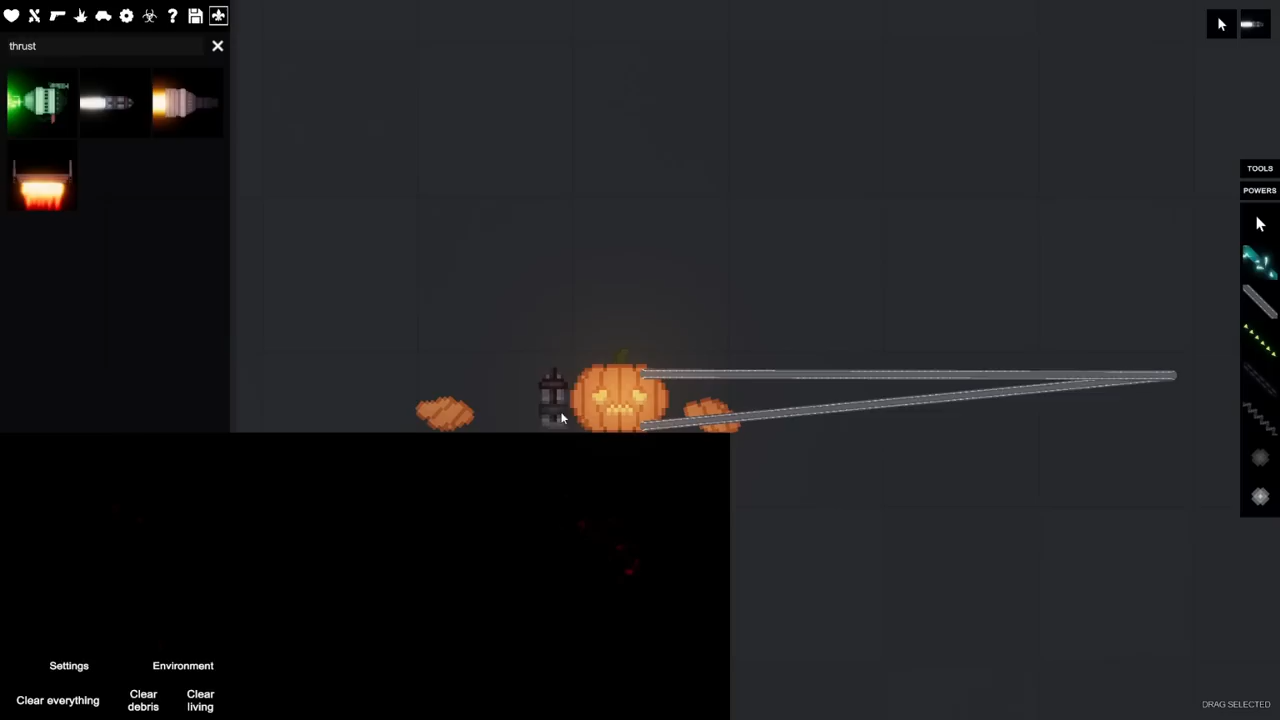 thrust
TOOLS
POWERS
Settings
Environment
Clear everything
Clear
debris
Clear
living
DRAG SELECTED